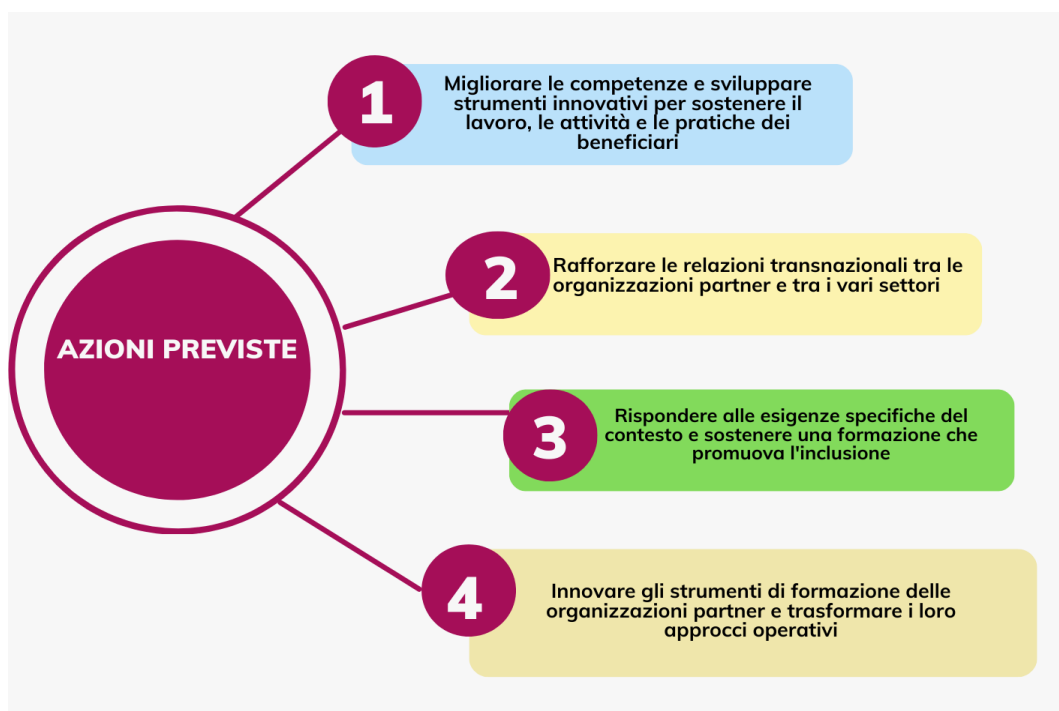 AZIONI PREVISTE
1
Migliorare le competenze e sviluppare
strumenti innovativi per sostenere il
lavoro, le attività e le pratiche dei
beneficiari
2
Rafforzare le relazioni transnazionali tra le
organizzazioni partner e tra i vari settori
3
Rispondere alle esigenze specifiche del
contesto e sostenere una formazione che
promuova l'inclusione
4
Innovare gli strumenti di formazione delle
organizzazioni partner e trasformare i loro
approcci operativi